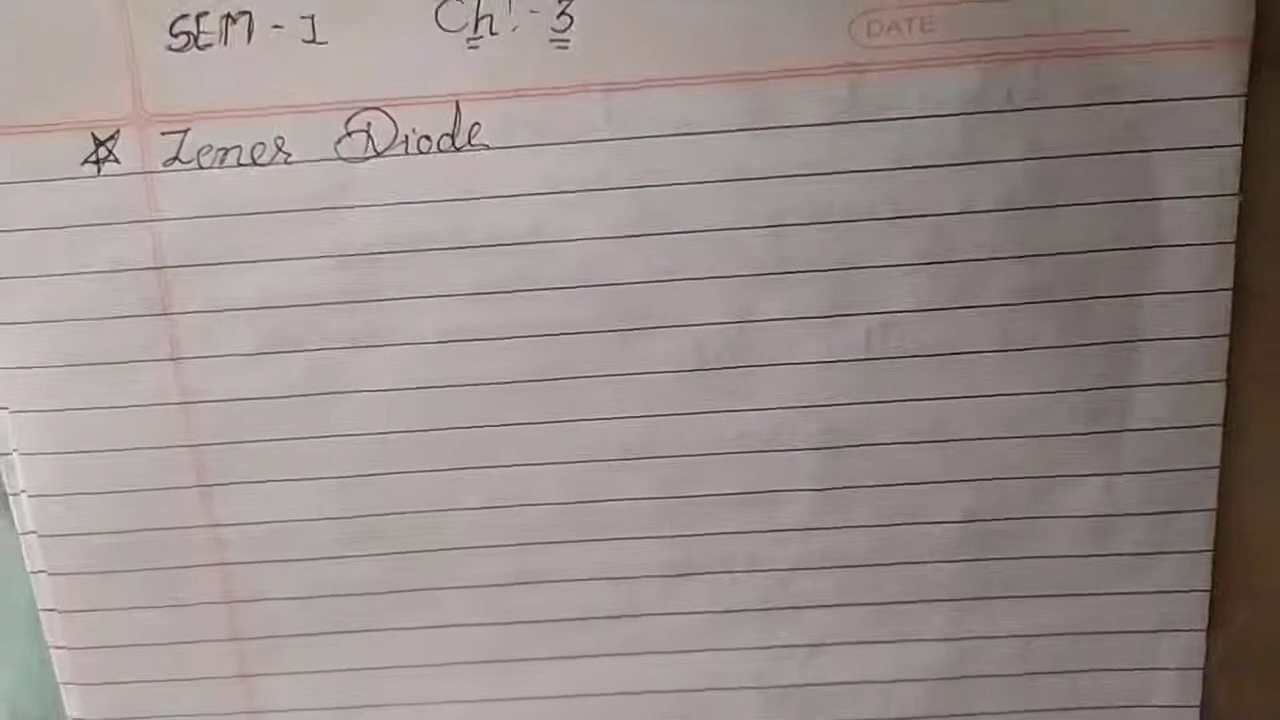 SEM - I Ch:- 3
DATE
☆ Zener Diode